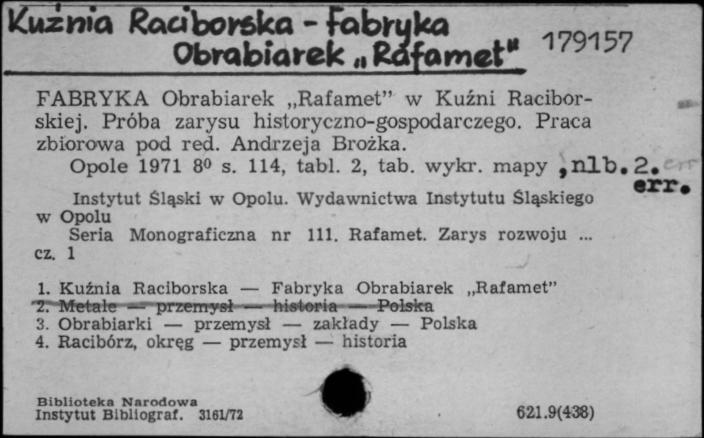 Kuźnia Raciborska - Fabryka
Obrabiarek „Rafamet"
179157
FABRYKA Obrabiarek „Rafamet” w Kuźni Racibor-
skiej. Próba zarysu historyczno-gospodarczego. Praca
zbiorowa pod red. Andrzeja Brożka.
Opole 1971 8⁰ s. 114, tabl. 2, tab. wykr. mapy , nlb. 2.
err.
Instytut Śląski w Opolu. Wydawnictwa Instytutu Śląskiego
w Opolu
Seria Monograficzna nr 111. Rafamet. Zarys rozwoju ...
cz. 1
1. Kuźnia Raciborska — Fabryka Obrabiarek „Rafamet”
2. Metale — przemysł — historia — Polska
3. Obrabiarki — przemysł — zakłady — Polska
4. Racibórz, okręg — przemysł — historia
Biblioteka Narodowa
Instytut Bibliograf. 3161/72
621.9(438)